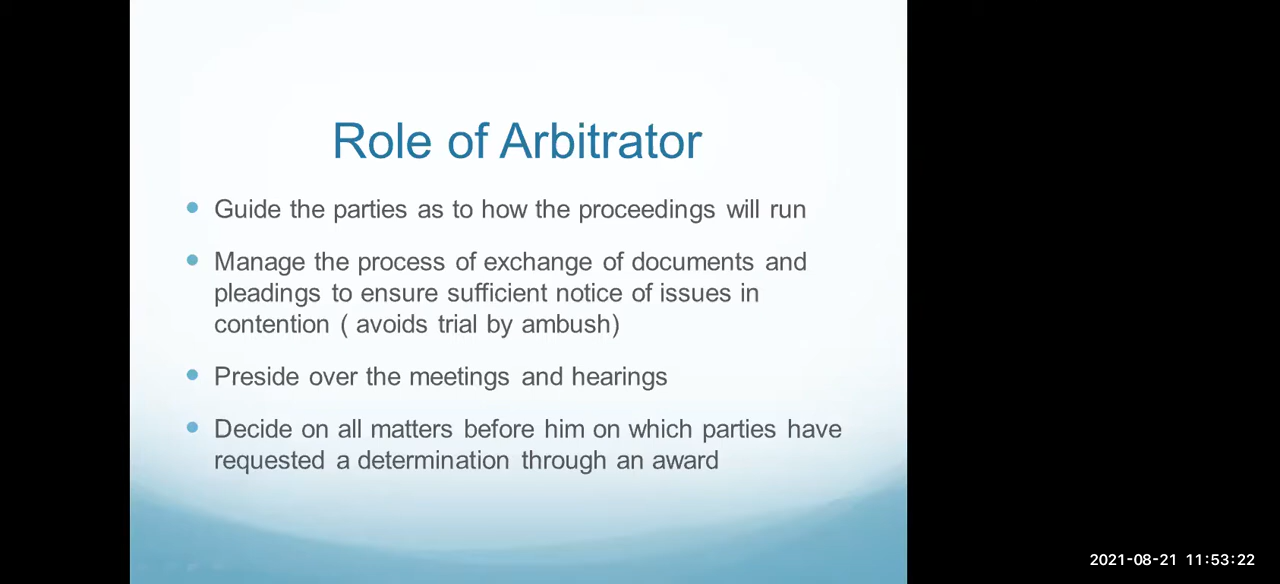 Role of Arbitrator
• Guide the parties as to how the proceedings will run
• Manage the process of exchange of documents and
pleadings to ensure sufficient notice of issues in
contention ( avoids trial by ambush)
• Preside over the meetings and hearings
• Decide on all matters before him on which parties have
requested a determination through an award
2021-08-21 11:53:22